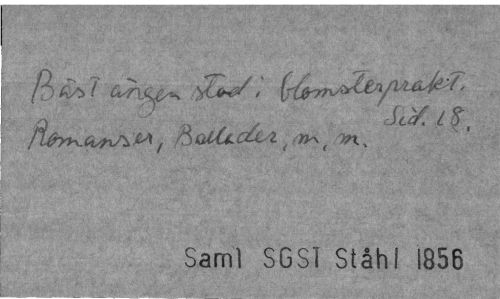 Bäst ängen stod i blomsterprakt.
Sid. 18.
Romanser, Ballader, m, m.
Saml SGST Ståhl 1856